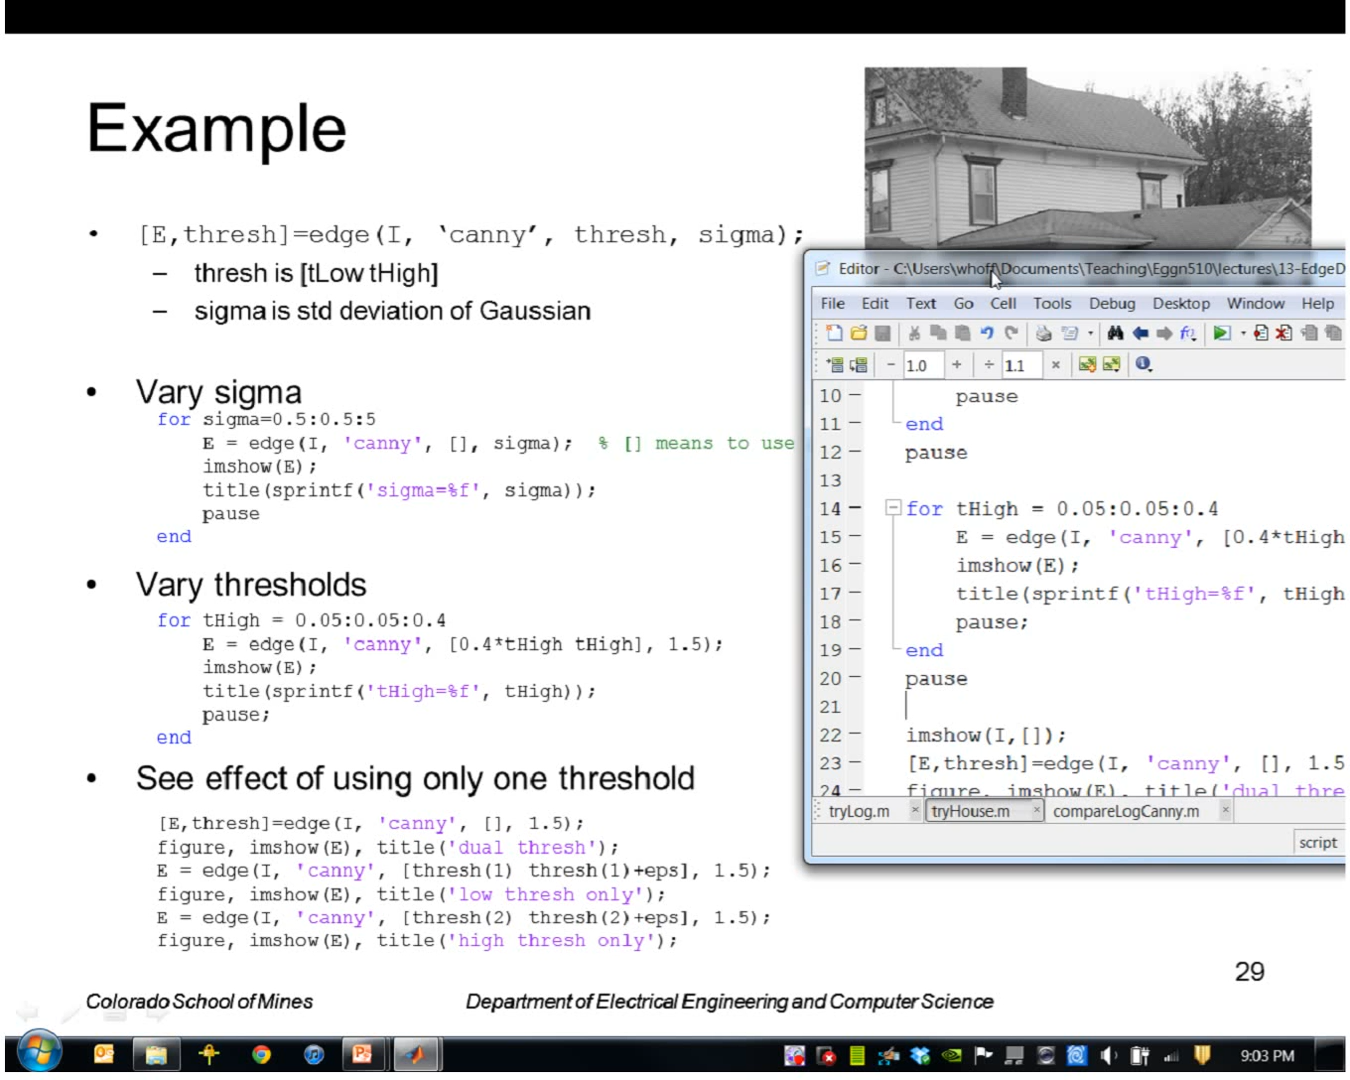 Example
• [E,thresh]=edge(I, ‘canny’, thresh, sigma);
– thresh is [tLow tHigh]
– sigma is std deviation of Gaussian
• Vary sigma
for sigma=0.5:0.5:5
E = edge(I, 'canny', [], sigma); % [] means to use
imshow(E);
title(sprintf('sigma=%f', sigma));
pause
end
• Vary thresholds
for tHigh = 0.05:0.05:0.4
E = edge(I, 'canny', [0.4*tHigh tHigh], 1.5);
imshow(E);
title(sprintf('tHigh=%f', tHigh));
pause;
end
• See effect of using only one threshold
[E,thresh]=edge(I, 'canny', [], 1.5);
figure, imshow(E), title('dual thresh');
E = edge(I, 'canny', [thresh(1) thresh(1)+eps], 1.5);
figure, imshow(E), title('low thresh only');
E = edge(I, 'canny', [thresh(2) thresh(2)+eps], 1.5);
figure, imshow(E), title('high thresh only');
Editor - C:\Users\whoff\Documents\Teaching\Eggn510\lectures\13-EdgeD
File Edit Text Go Cell Tools Debug Desktop Window Help
− 1.0 + ÷ 1.1 ×
10 – pause
11 – end
12 – pause
13
14 – for tHigh = 0.05:0.05:0.4
15 – E = edge(I, 'canny', [0.4*tHigh
16 – imshow(E);
17 – title(sprintf('tHigh=%f', tHigh
18 – pause;
19 – end
20 – pause
21
22 – imshow(I,[]);
23 – [E,thresh]=edge(I, 'canny', [], 1.5
24 – figure, imshow(E), title('dual thre
tryLog.m × tryHouse.m × compareLogCanny.m ×
script
29
Colorado School of Mines Department of Electrical Engineering and Computer Science
9:03 PM